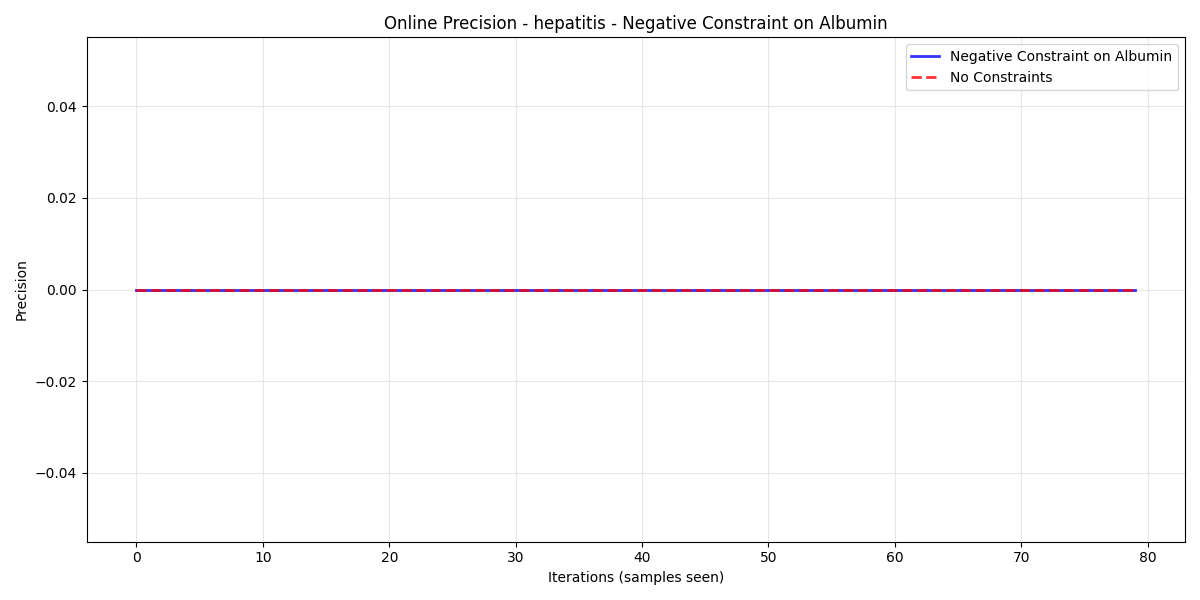 Online Precision - hepatitis - Negative Constraint on Albumin
Negative Constraint on Albumin
No Constraints
Precision
0.04
0.02
0.00
−0.02
−0.04
0 10 20 30 40 50 60 70 80
Iterations (samples seen)